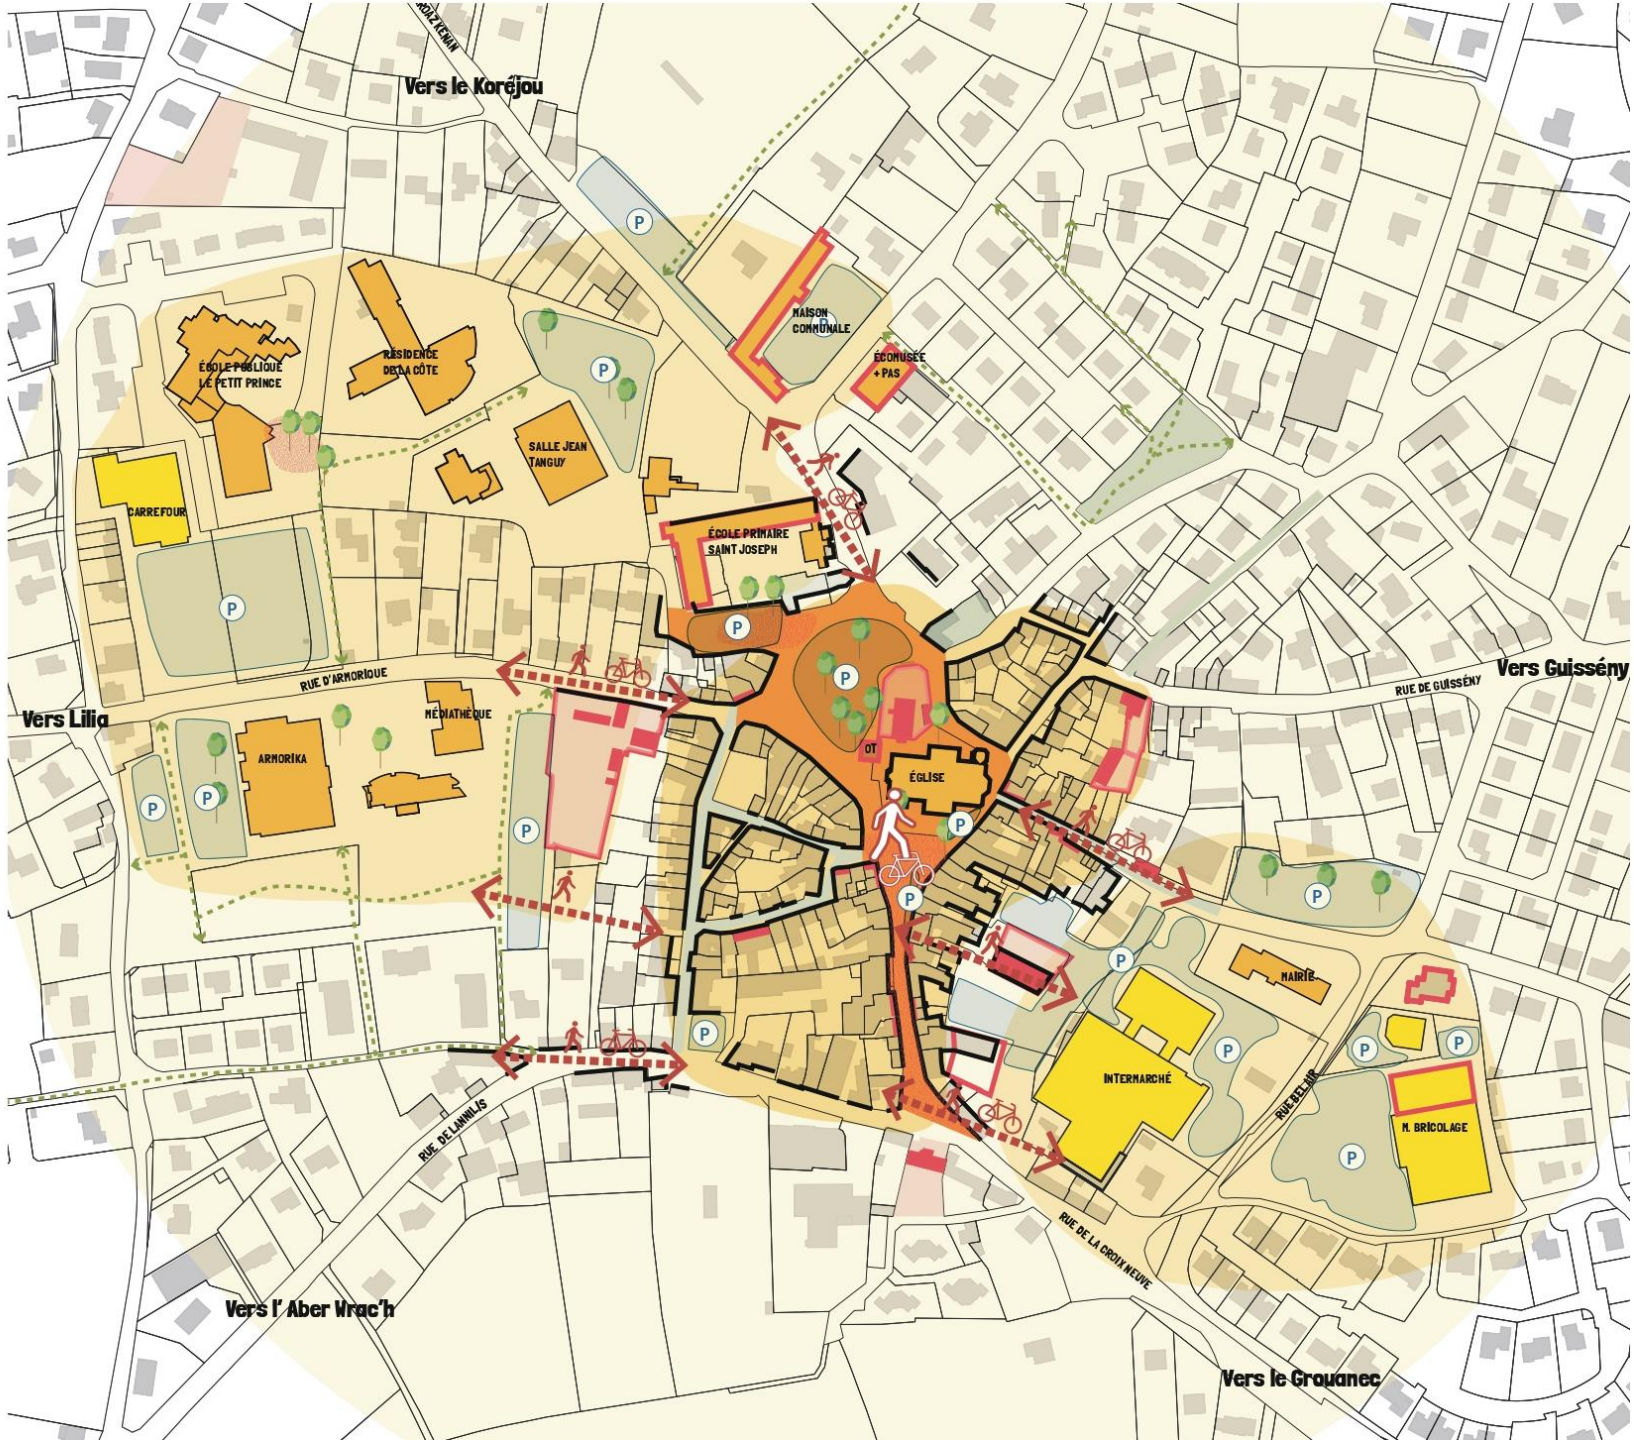 ROAZ KENAN
Vers le Koréjou
P
MAISON
COMMUNALE
P
ÉCOMUSÉE
+ PAS
RÉSIDENCE
DE LA CÔTE
ÉCOLE PUBLIQUE
LE PETIT PRINCE
P
SALLE JEAN
TANGUY
CARREFOUR
ÉCOLE PRIMAIRE
SAINT JOSEPH
P
P
P
RUE D'ARMORIQUE
RUE DE GUISSÉNY
Vers Guissény
Vers Lilia
MÉDIATHÈQUE
ARMORIKA
OT
ÉGLISE
P
P
P
P
P
P
P
MAIRIE
P
P
P
P
P
INTERMARCHÉ
RUE BEL AIR
M. BRICOLAGE
P
RUE DE LANNILIS
RUE DE LA CROIX NEUVE
Vers l' Aber Wrac'h
Vers le Grouanec